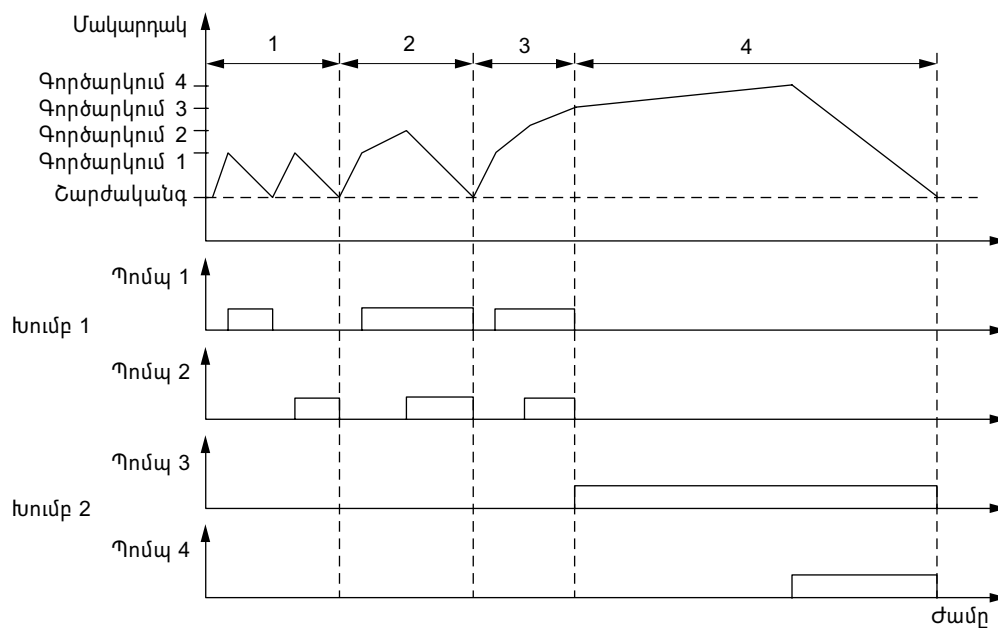 Մակարդակ
1
2
3
4
Գործարկում 4
Գործարկում 3
Գործարկում 2
Գործարկում 1
Շարժականգ
Պոմպ 1
Խումբ 1
Պոմպ 2
Պոմպ 3
Խումբ 2
Պոմպ 4
Ժամը